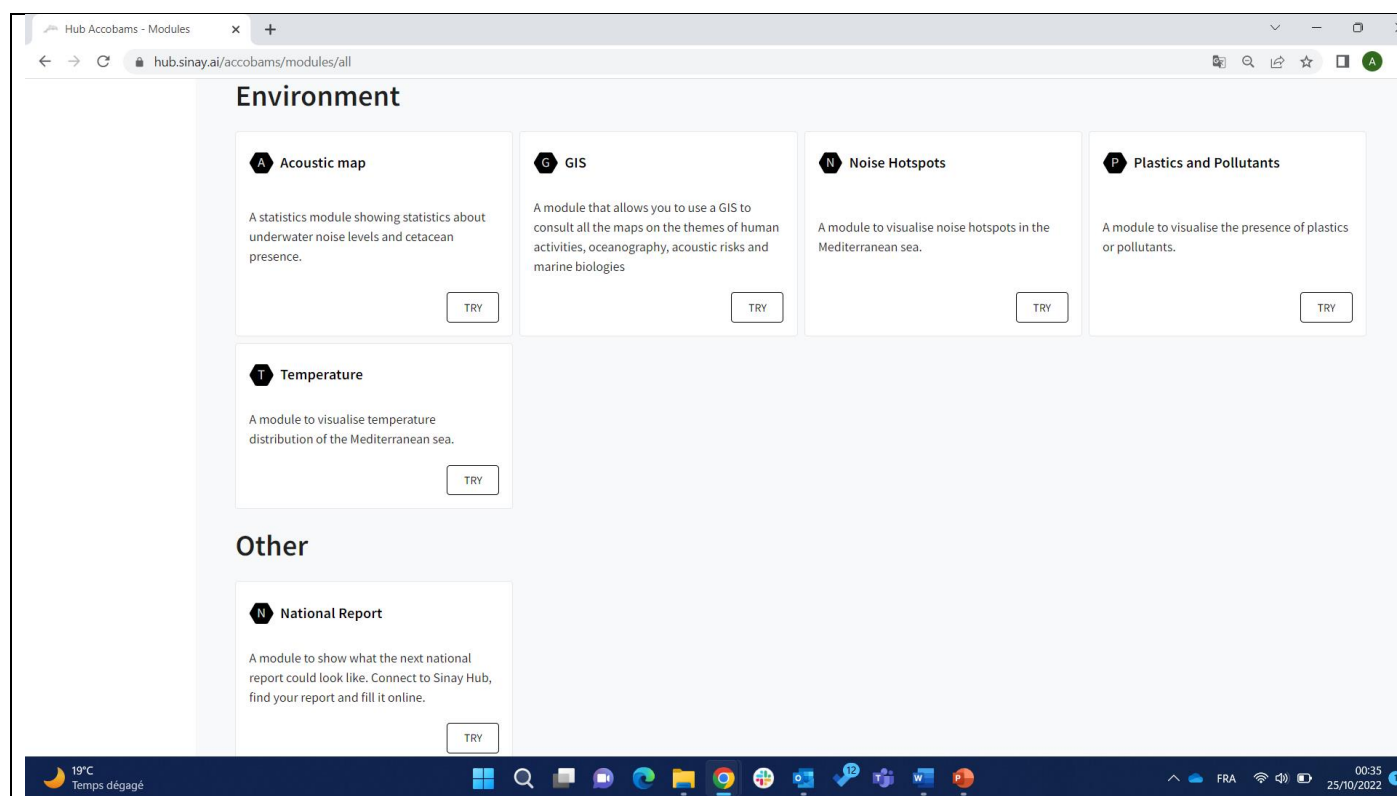 Hub Accobams - Modules
hub.sinay.ai/accobams/modules/all
A
Environment
A Acoustic map
A statistics module showing statistics about
underwater noise levels and cetacean
presence.
TRY
G GIS
A module that allows you to use a GIS to
consult all the maps on the themes of human
activities, oceanography, acoustic risks and
marine biologies
TRY
N Noise Hotspots
A module to visualise noise hotspots in the
Mediterranean sea.
TRY
P Plastics and Pollutants
A module to visualise the presence of plastics
or pollutants.
TRY
T Temperature
A module to visualise temperature
distribution of the Mediterranean sea.
TRY
Other
N National Report
A module to show what the next national
report could look like. Connect to Sinay Hub,
find your report and fill it online.
TRY
19°C
Temps dégagé
12
FRA
00:35
25/10/2022